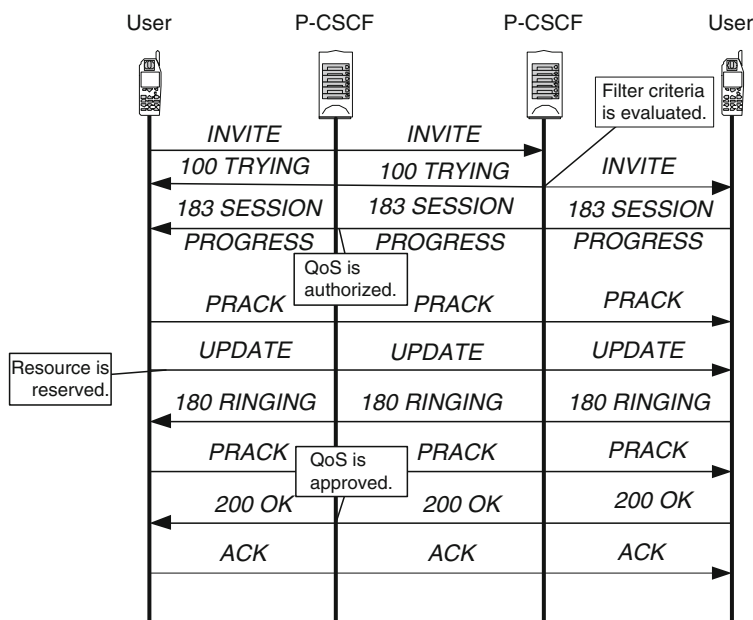 User P-CSCF P-CSCF User
Filter criteria
is evaluated.
INVITE INVITE
100 TRYING 100 TRYING INVITE
183 SESSION 183 SESSION 183 SESSION
PROGRESS PROGRESS PROGRESS
QoS is
authorized.
PRACK PRACK PRACK
UPDATE UPDATE UPDATE
Resource is
reserved.
180 RINGING 180 RINGING 180 RINGING
PRACK PRACK PRACK
QoS is
approved.
200 OK 200 OK 200 OK
ACK ACK ACK